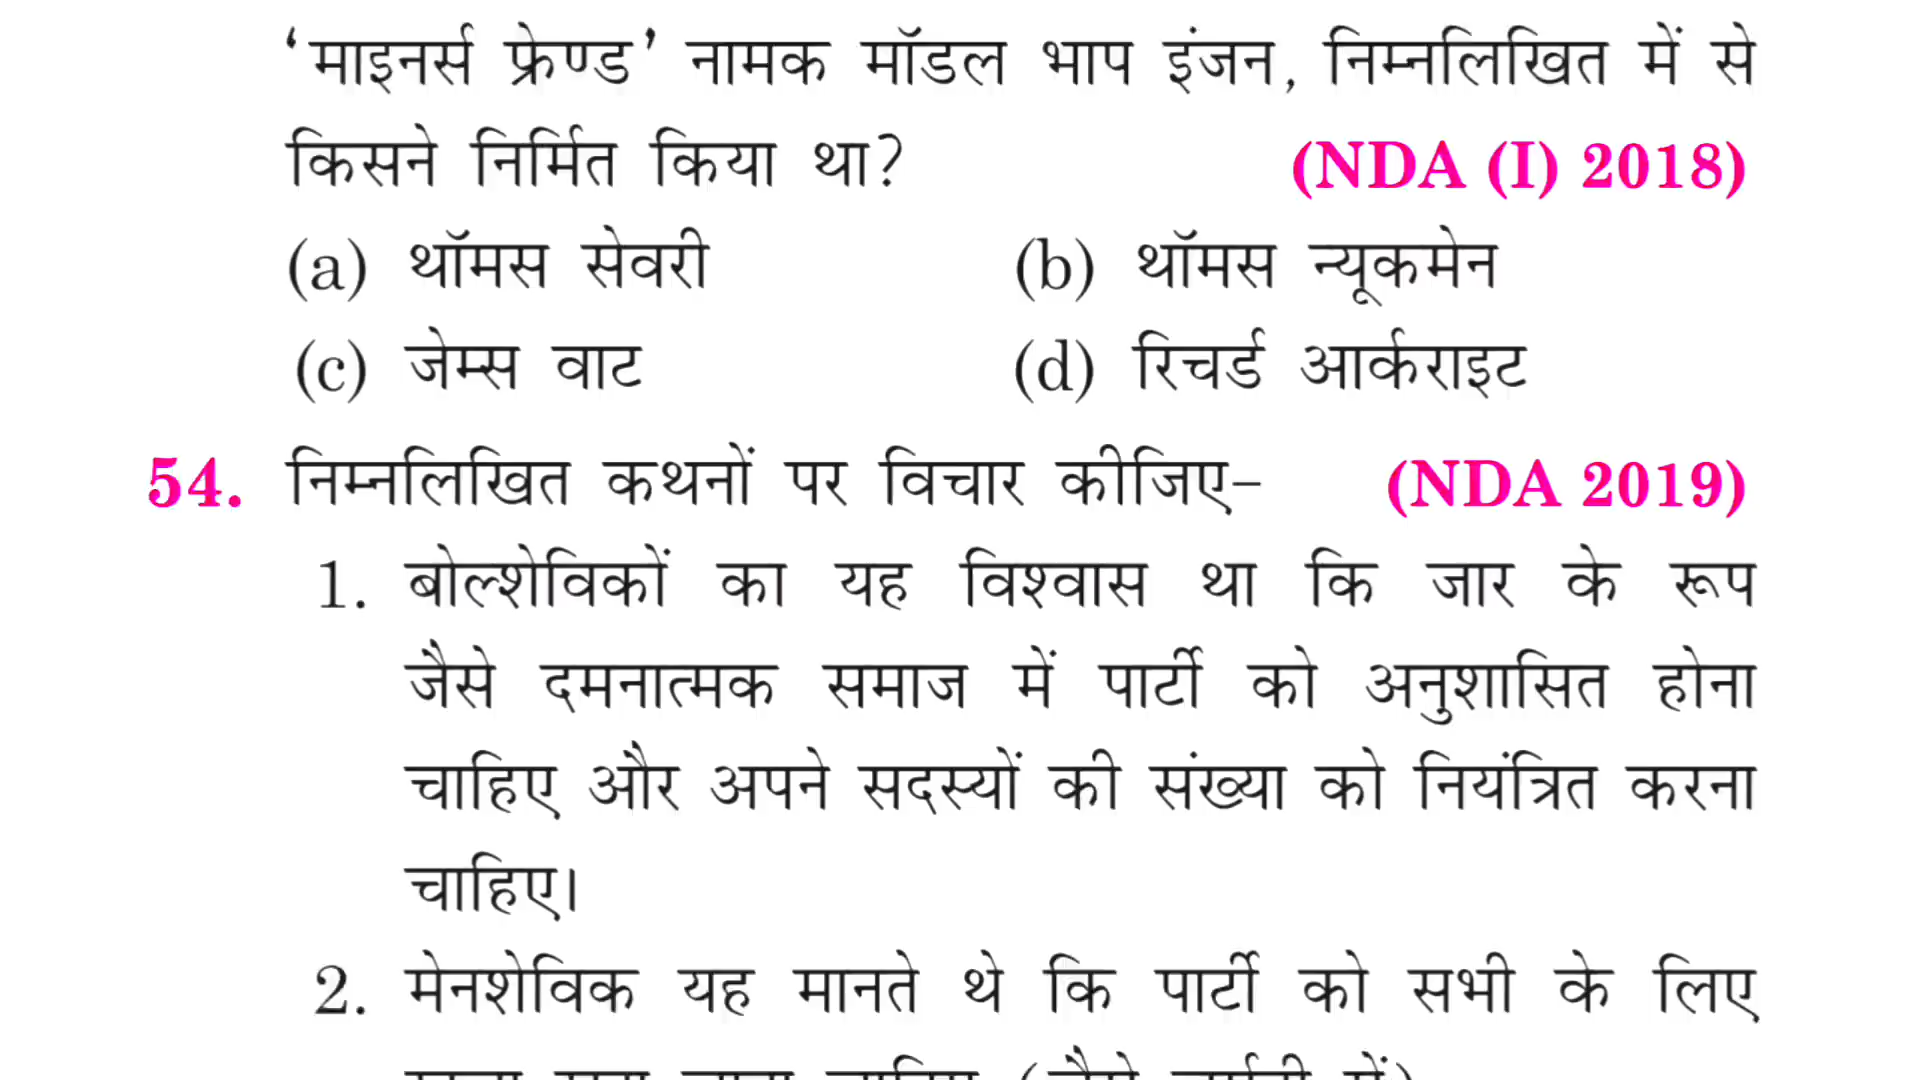 ‘माइनर्स फ्रेण्ड’ नामक मॉडल भाप इंजन, निम्नलिखित में से
किसने निर्मित किया था? (NDA (I) 2018)
(a) थॉमस सेवरी (b) थॉमस न्यूकमेन
(c) जेम्स वाट (d) रिचर्ड आर्कराइट
54. निम्नलिखित कथनों पर विचार कीजिए– (NDA 2019)
1. बोल्शेविकों का यह विश्वास था कि जार के रूप
जैसे दमनात्मक समाज में पार्टी को अनुशासित होना
चाहिए और अपने सदस्यों की संख्या को नियंत्रित करना
चाहिए।
2. मेनशेविक यह मानते थे कि पार्टी को सभी के लिए